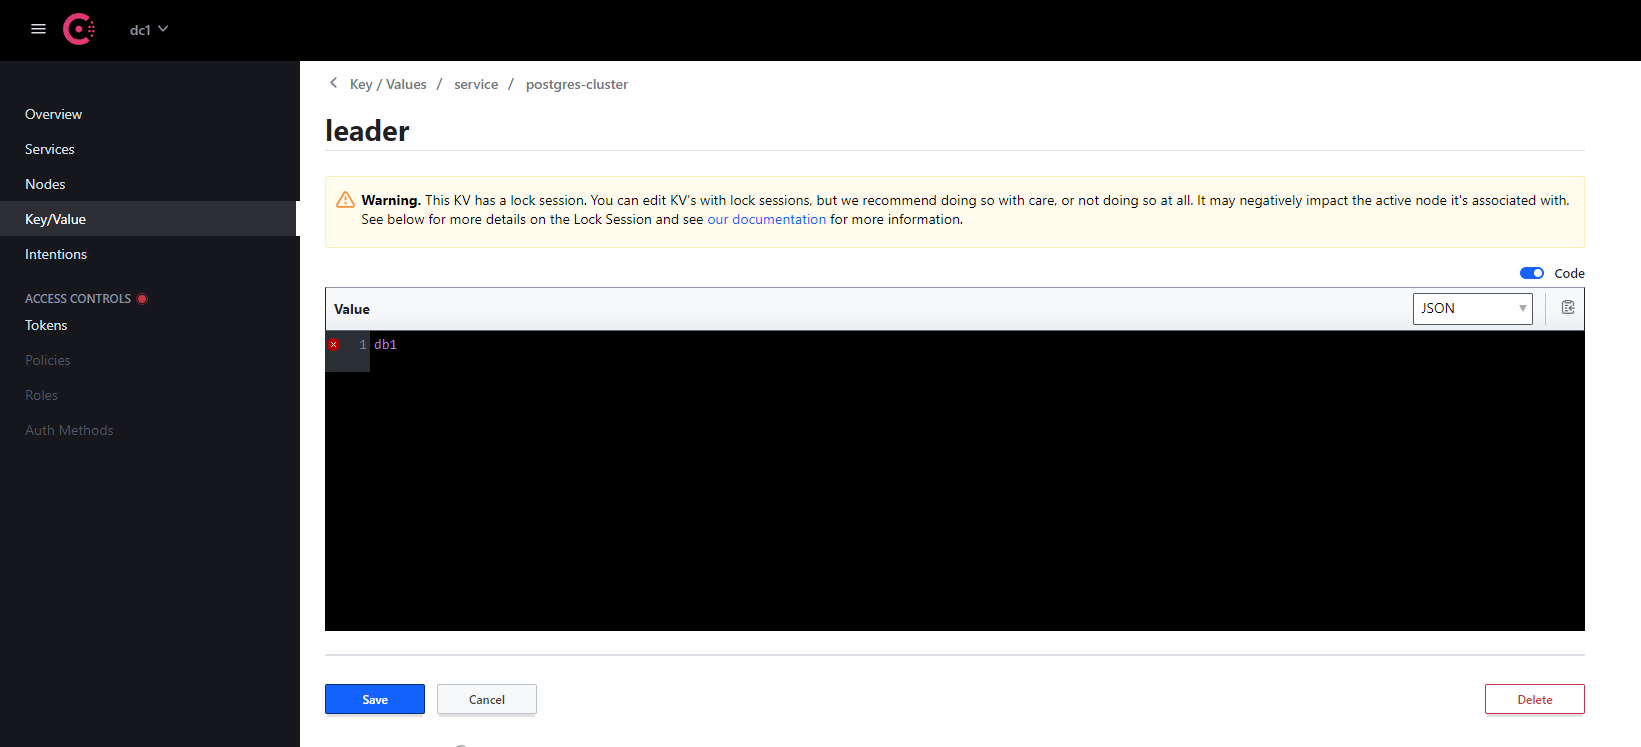 dc1
Overview
Services
Nodes
Key/Value
Intentions
ACCESS CONTROLS
Tokens
Policies
Roles
Auth Methods
Key / Values / service / postgres-cluster
leader
Warning. This KV has a lock session. You can edit KV's with lock sessions, but we recommend doing so with care, or not doing so at all. It may negatively impact the active node it's associated with.
See below for more details on the Lock Session and see our documentation for more information.
Code
Value JSON
1 db1
Save Cancel Delete